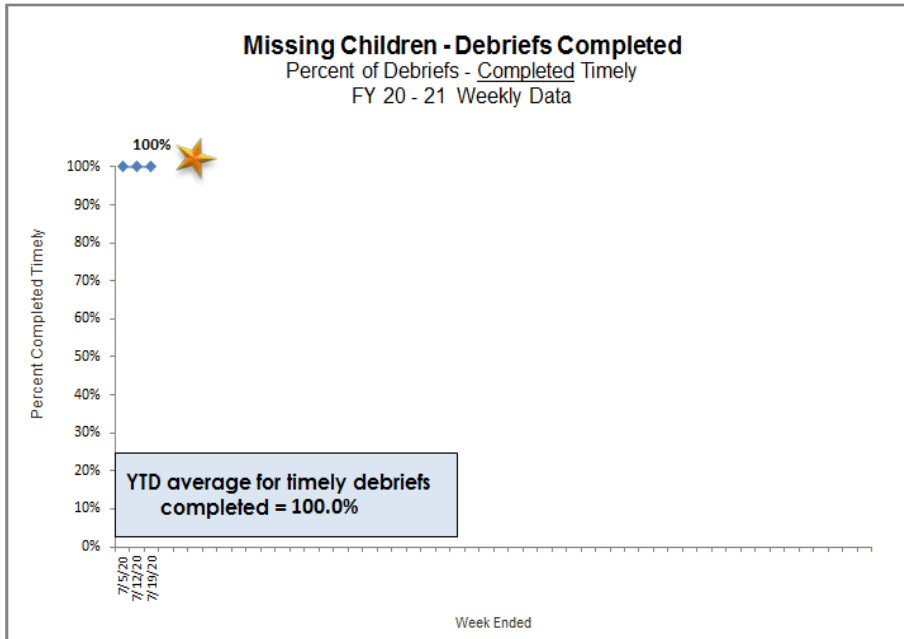 Missing Children - Debriefs Completed
Percent of Debriefs - Completed Timely
FY 20 - 21 Weekly Data
100%
100%
90%
80%
70%
60%
50%
40%
30%
20%
10%
0%
Percent Completed Timely
YTD average for timely debriefs
completed = 100.0%
7/5/20
7/12/20
7/19/20
Week Ended